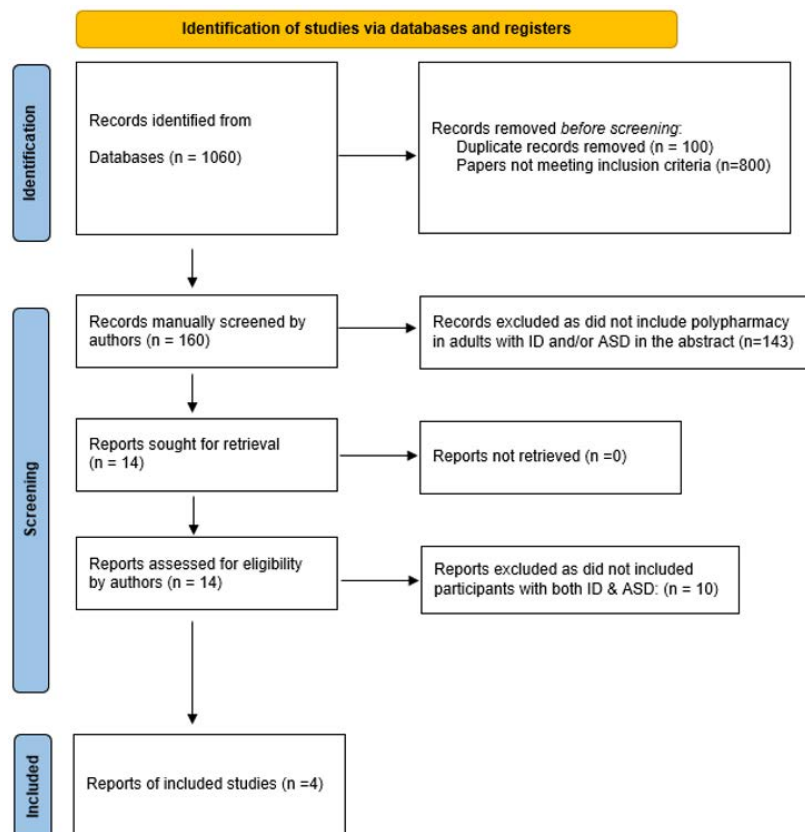 Identification of studies via databases and registers
Identification
Records identified from
Databases (n = 1060)
Records removed before screening:
Duplicate records removed (n = 100)
Papers not meeting inclusion criteria (n=800)
Screening
Records manually screened by
authors (n = 160)
Records excluded as did not include polypharmacy
in adults with ID and/or ASD in the abstract (n=143)
Reports sought for retrieval
(n = 14)
Reports not retrieved (n =0)
Reports assessed for eligibility
by authors (n = 14)
Reports excluded as did not included
participants with both ID & ASD: (n = 10)
Included
Reports of included studies (n =4)